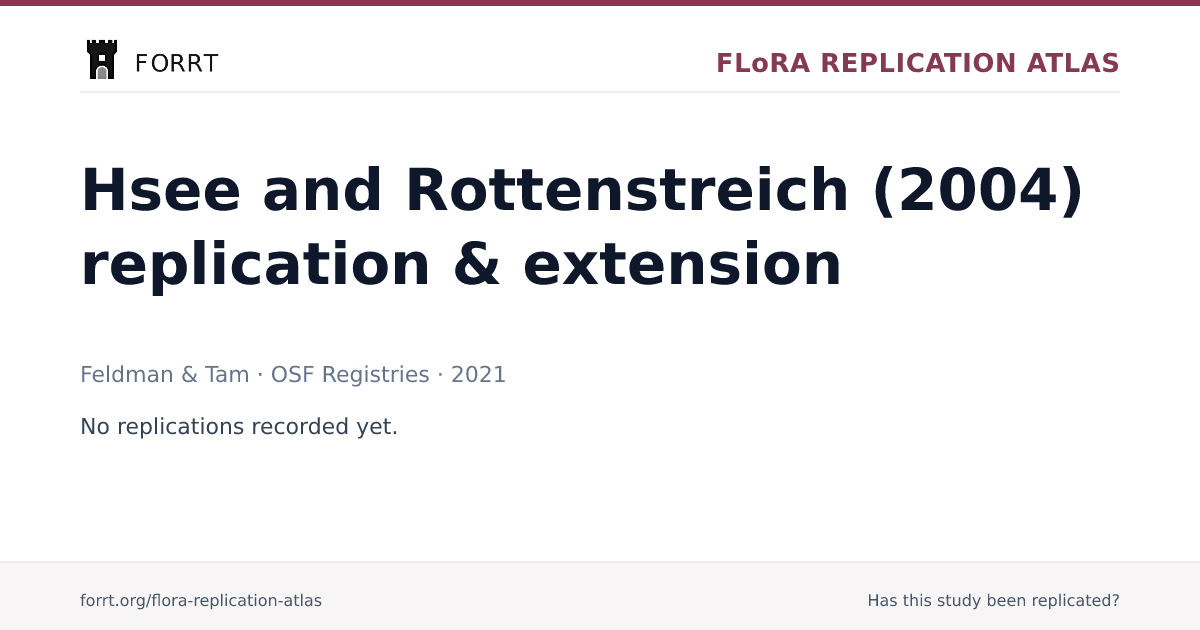 FORRT
FLoRA REPLICATION ATLAS
Hsee and Rottenstreich (2004)
replication & extension
Feldman & Tam · OSF Registries · 2021
No replications recorded yet.
forrt.org/flora-replication-atlas
Has this study been replicated?